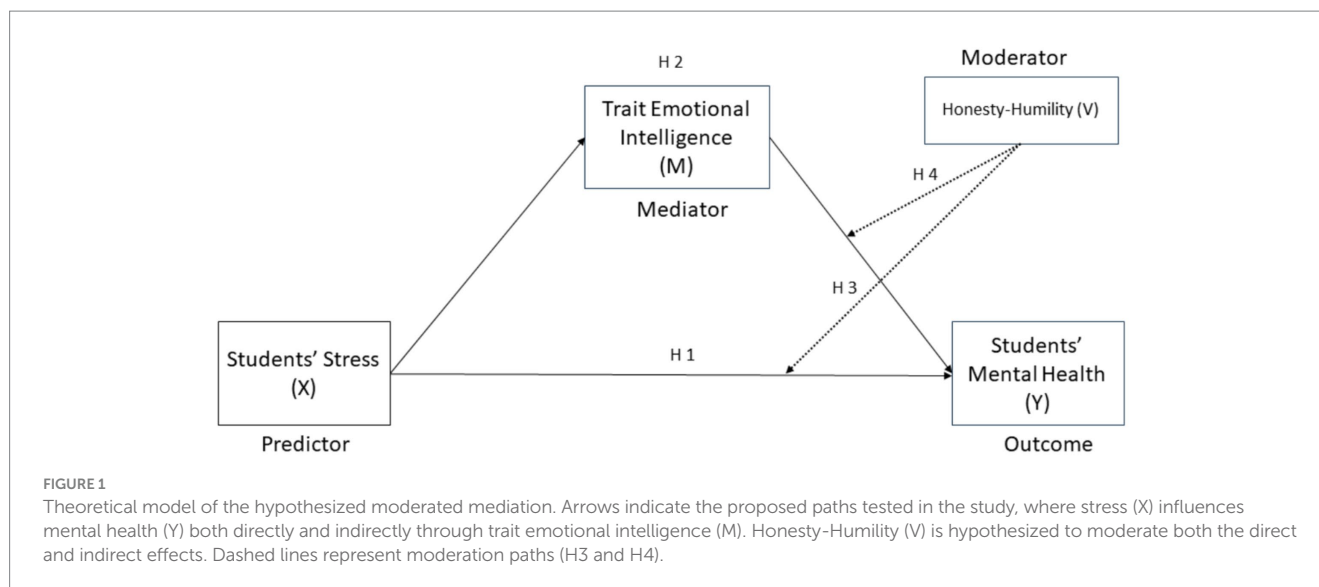 H 2
Moderator
Trait Emotional
Intelligence
(M)
Honesty-Humility (V)
H 4
Mediator
H 3
Students' Stress
(X)
H 1
Students'
Mental Health
(Y)
Predictor
Outcome
FIGURE 1
Theoretical model of the hypothesized moderated mediation. Arrows indicate the proposed paths tested in the study, where stress (X) influences
mental health (Y) both directly and indirectly through trait emotional intelligence (M). Honesty-Humility (V) is hypothesized to moderate both the direct
and indirect effects. Dashed lines represent moderation paths (H3 and H4).